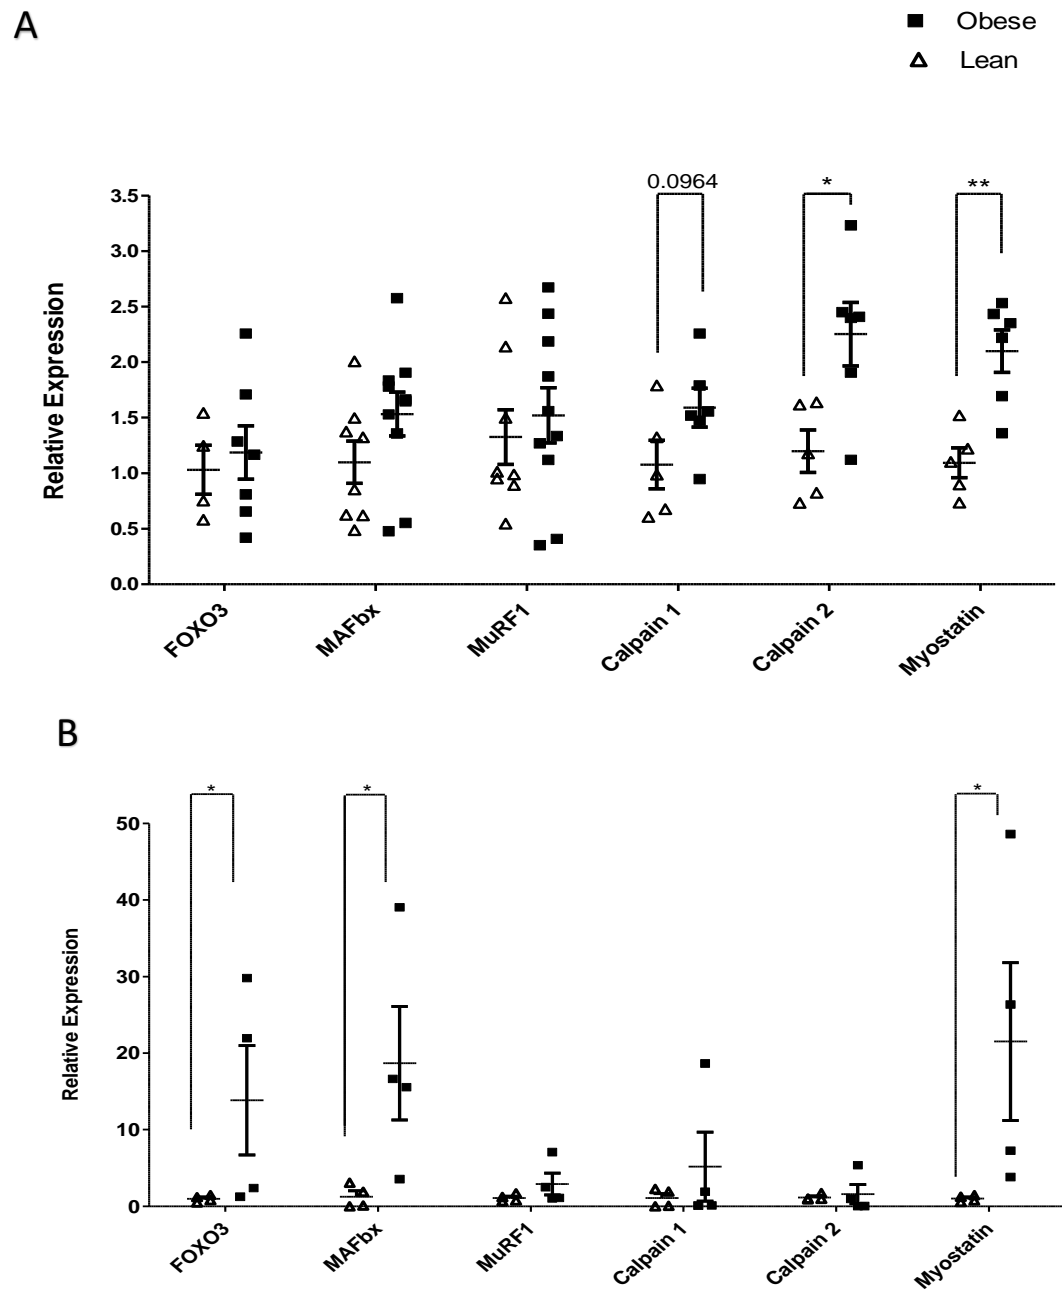 A
Obese
Lean
0.0964
*
**
3.5
3.0
2.5
2.0
1.5
1.0
0.5
0.0
Relative Expression
FOXO3
MAFbx
MuRF1
Calpain 1
Calpain 2
Myostatin
B
*
*
*
50
40
30
20
10
0
Relative Expression
FOXO3
MAFbx
MuRF1
Calpain 1
Calpain 2
Myostatin